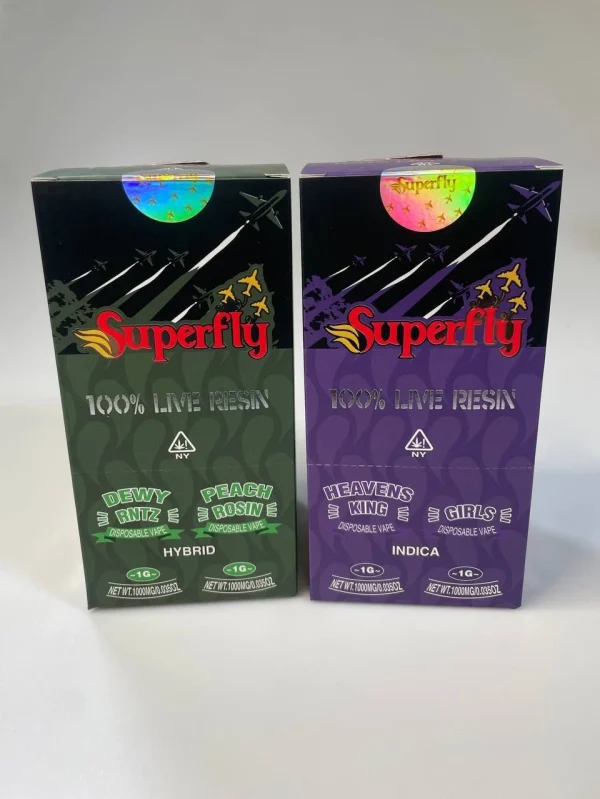 Superfly
Superfly
100% LIVE RESIN
NY
DEWY
RNTZ
DISPOSABLE VAPE
PEACH
ROSIN
DISPOSABLE VAPE
HYBRID
~1G~
NET WT.1000MG/0.035OZ
~1G~
NET WT.1000MG/0.035OZ
Superfly
Superfly
100% LIVE RESIN
NY
HEAVENS
KING
DISPOSABLE VAPE
GIRLS
DISPOSABLE VAPE
INDICA
~1G~
NET WT.1000MG/0.035OZ
~1G~
NET WT.1000MG/0.035OZ